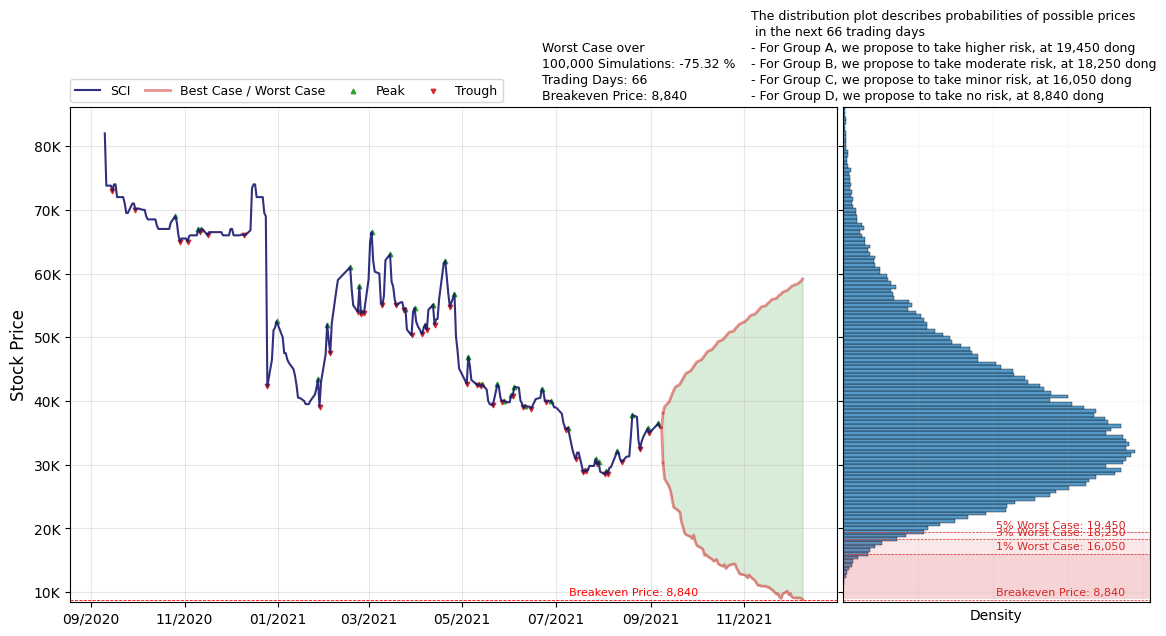 The distribution plot describes probabilities of possible prices
in the next 66 trading days
- For Group A, we propose to take higher risk, at 19,450 dong
- For Group B, we propose to take moderate risk, at 18,250 dong
- For Group C, we propose to take minor risk, at 16,050 dong
- For Group D, we propose to take no risk, at 8,840 dong
Worst Case over
100,000 Simulations: -75.32 %
Trading Days: 66
Breakeven Price: 8,840
SCI
Best Case / Worst Case
Peak
Trough
Stock Price
80K
70K
60K
50K
40K
30K
20K
10K
Breakeven Price: 8,840
09/2020
11/2020
01/2021
03/2021
05/2021
07/2021
09/2021
11/2021
5% Worst Case: 19,450
3% Worst Case: 18,250
1% Worst Case: 16,050
Breakeven Price: 8,840
Density